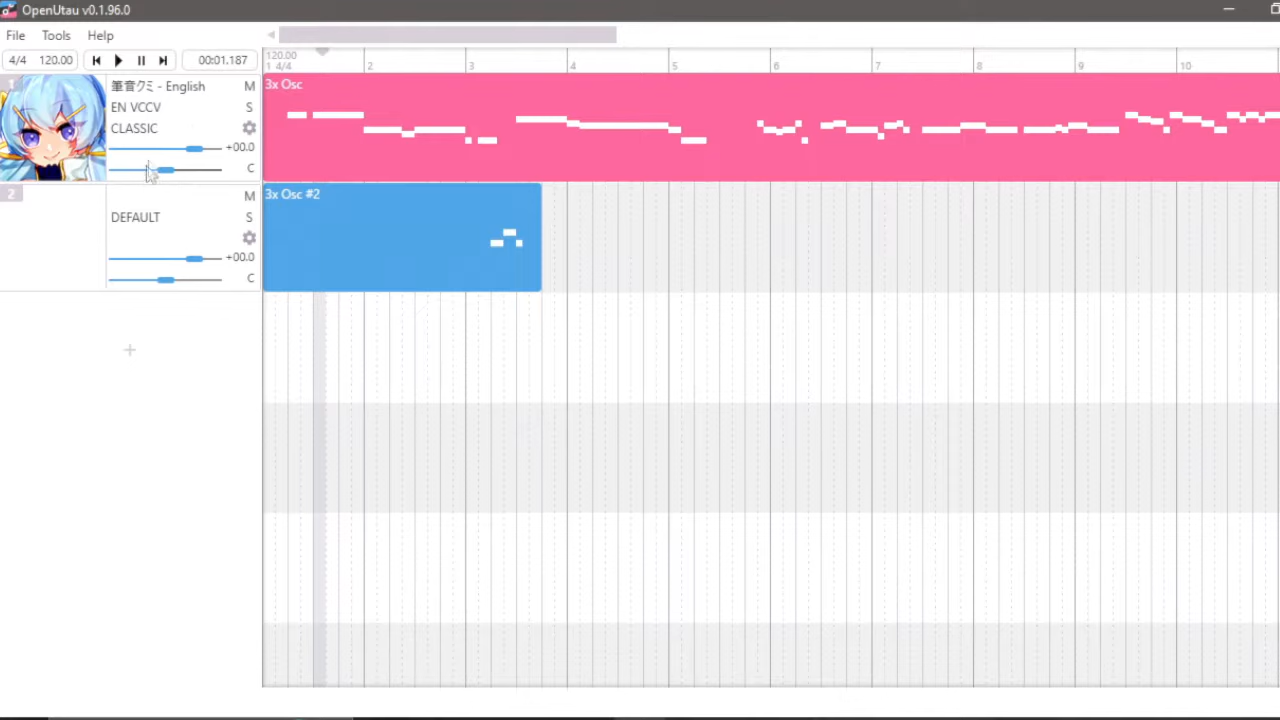 OpenUtau v0.1.96.0
File Tools Help
4/4 120.00 00:01.187
120.00
1 4/4 2 3 4 5 6 7 8 9 10
1 筆音クミ - English M
EN VCCV S
CLASSIC
+00.0
C
3x Osc
2 M
DEFAULT S
+00.0
C
3x Osc #2